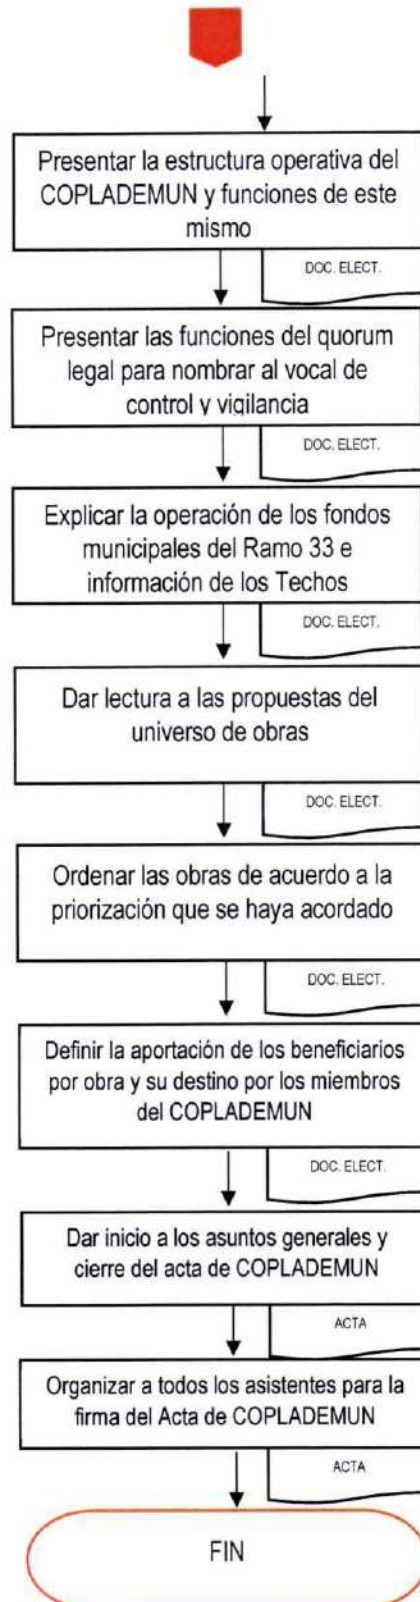 Presentar la estructura operativa del
COPLADEMUN y funciones de este
mismo
DOC. ELECT.
Presentar las funciones del quorum
legal para nombrar al vocal de
control y vigilancia
DOC. ELECT.
Explicar la operación de los fondos
municipales del Ramo 33 e
información de los Techos
DOC. ELECT.
Dar lectura a las propuestas del
universo de obras
DOC. ELECT.
Ordenar las obras de acuerdo a la
priorización que se haya acordado
DOC. ELECT.
Definir la aportación de los beneficiarios
por obra y su destino por los miembros
del COPLADEMUN
DOC. ELECT.
Dar inicio a los asuntos generales y
cierre del acta de COPLADEMUN
ACTA
Organizar a todos los asistentes para la
firma del Acta de COPLADEMUN
ACTA
FIN